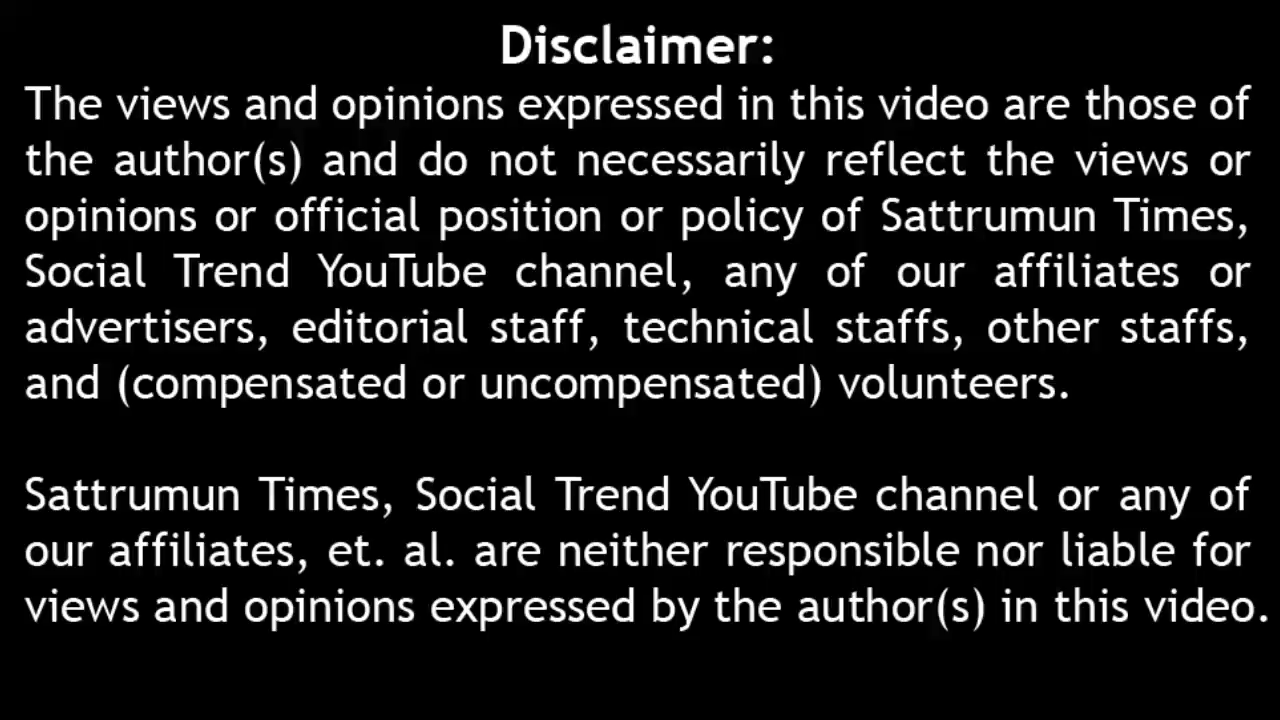 Disclaimer:
The views and opinions expressed in this video are those of
the author(s) and do not necessarily reflect the views or
opinions or official position or policy of Sattrumun Times,
Social Trend YouTube channel, any of our affiliates or
advertisers, editorial staff, technical staffs, other staffs,
and (compensated or uncompensated) volunteers.
Sattrumun Times, Social Trend YouTube channel or any of
our affiliates, et. al. are neither responsible nor liable for
views and opinions expressed by the author(s) in this video.